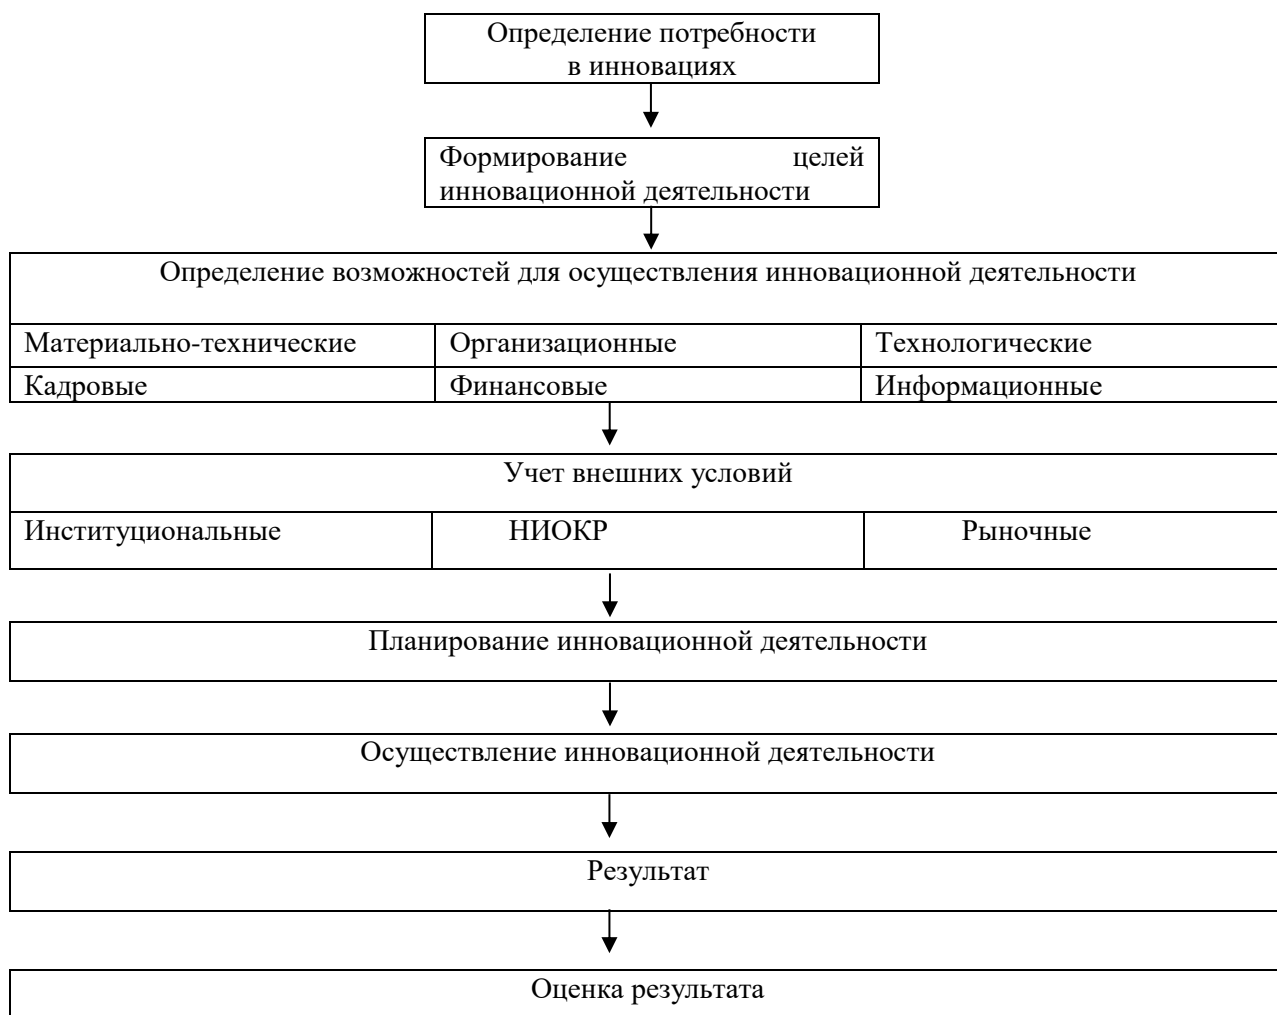 Определение потребности
в инновациях
Формирование целей
инновационной деятельности
Определение возможностей для осуществления инновационной деятельности
Материально-технические Организационные Технологические
Кадровые Финансовые Информационные
Учет внешних условий
Институциональные НИОКР Рыночные
Планирование инновационной деятельности
Осуществление инновационной деятельности
Результат
Оценка результата